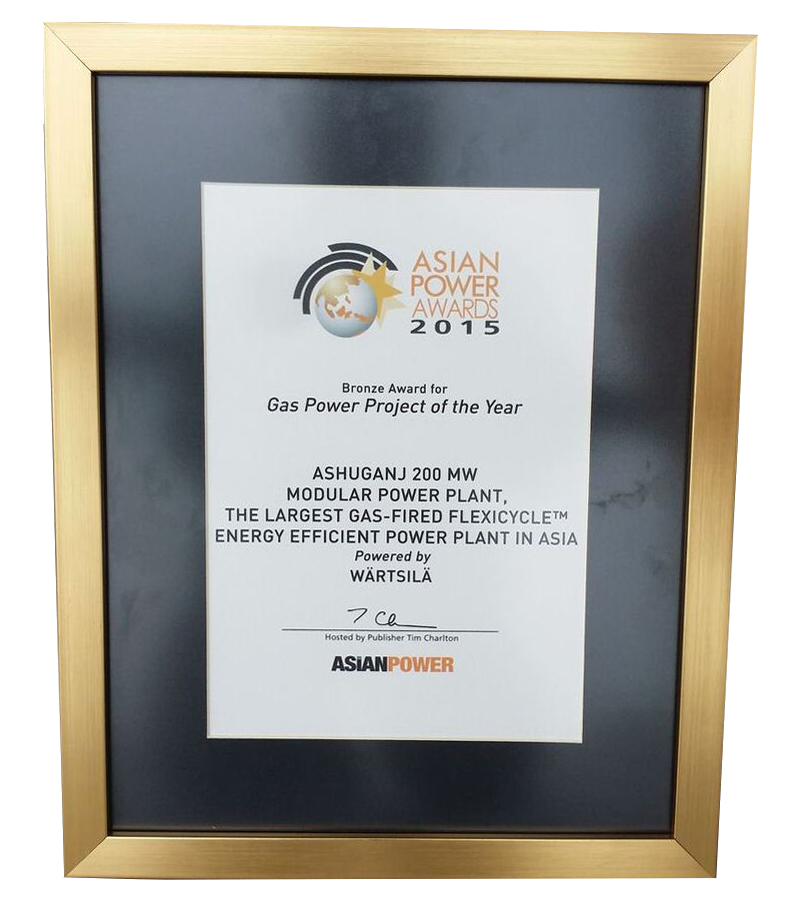 ASIAN
POWER
AWARDS
2015
Bronze Award for
Gas Power Project of the Year
ASHUGANJ 200 MW
MODULAR POWER PLANT,
THE LARGEST GAS-FIRED FLEXICYCLE™
ENERGY EFFICIENT POWER PLANT IN ASIA
Powered by
WÄRTSILÄ
Hosted by Publisher Tim Charlton
ASIANPOWER